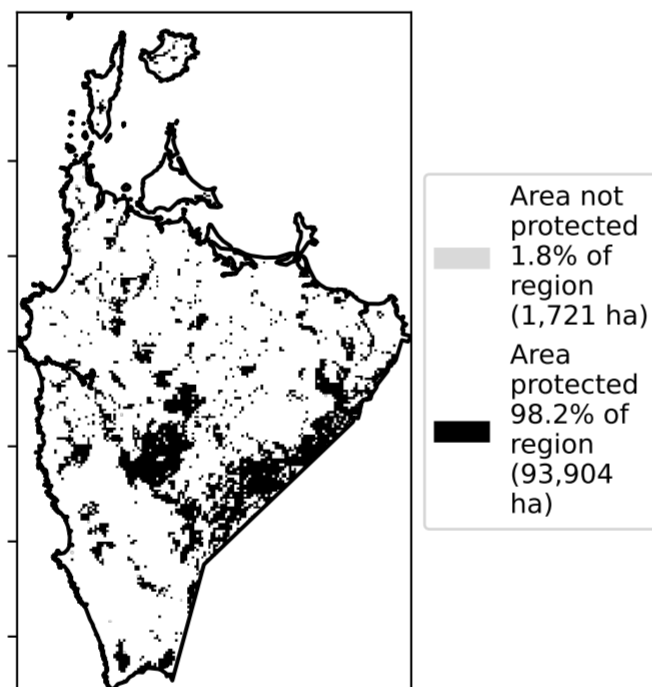 Area not
protected
1.8% of
region
(1,721 ha)
Area
protected
98.2% of
region
(93,904
ha)